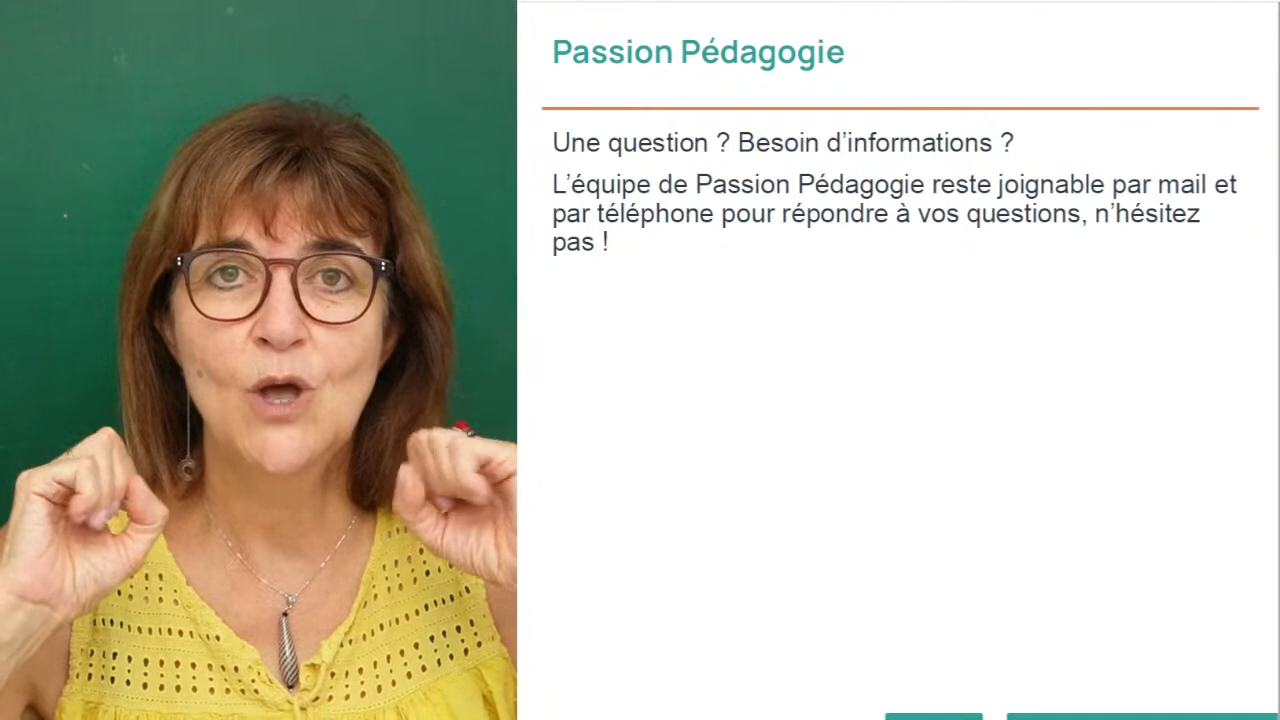 Passion Pédagogie
Une question ? Besoin d’informations ?
L’équipe de Passion Pédagogie reste joignable par mail et
par téléphone pour répondre à vos questions, n’hésitez
pas !